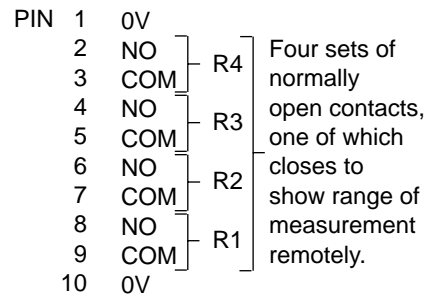 PIN 1 0V
2 NO
3 COM
R4
4 NO
5 COM
R3
6 NO
7 COM
R2
8 NO
9 COM
R1
10 0V
Four sets of
normally
open contacts,
one of which
closes to
show range of
measurement
remotely.